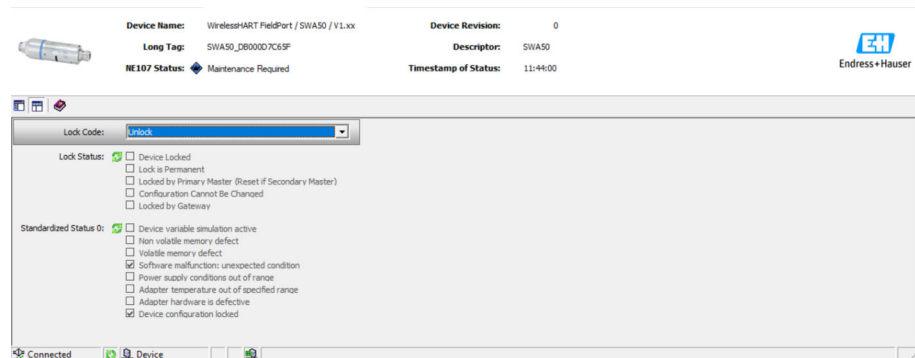 Device Name: WirelessHART FieldPort / SWA50 / V1.xx Device Revision: 0
Long Tag: SWA50_DB000D7C65F Descriptor: SWA50
NE107 Status: Maintenance Required Timestamp of Status: 11:44:00
EH
Endress+Hauser
Lock Code: Unlock
Lock Status: Device Locked
Lock is Permanent
Locked by Primary Master (Reset if Secondary Master)
Configuration Cannot Be Changed
Locked by Gateway
Standardized Status 0: Device variable simulation active
Non volatile memory defect
Volatile memory defect
Software malfunction: unexpected condition
Power supply conditions out of range
Adapter temperature out of specified range
Adapter hardware is defective
Device configuration locked
Connected Device